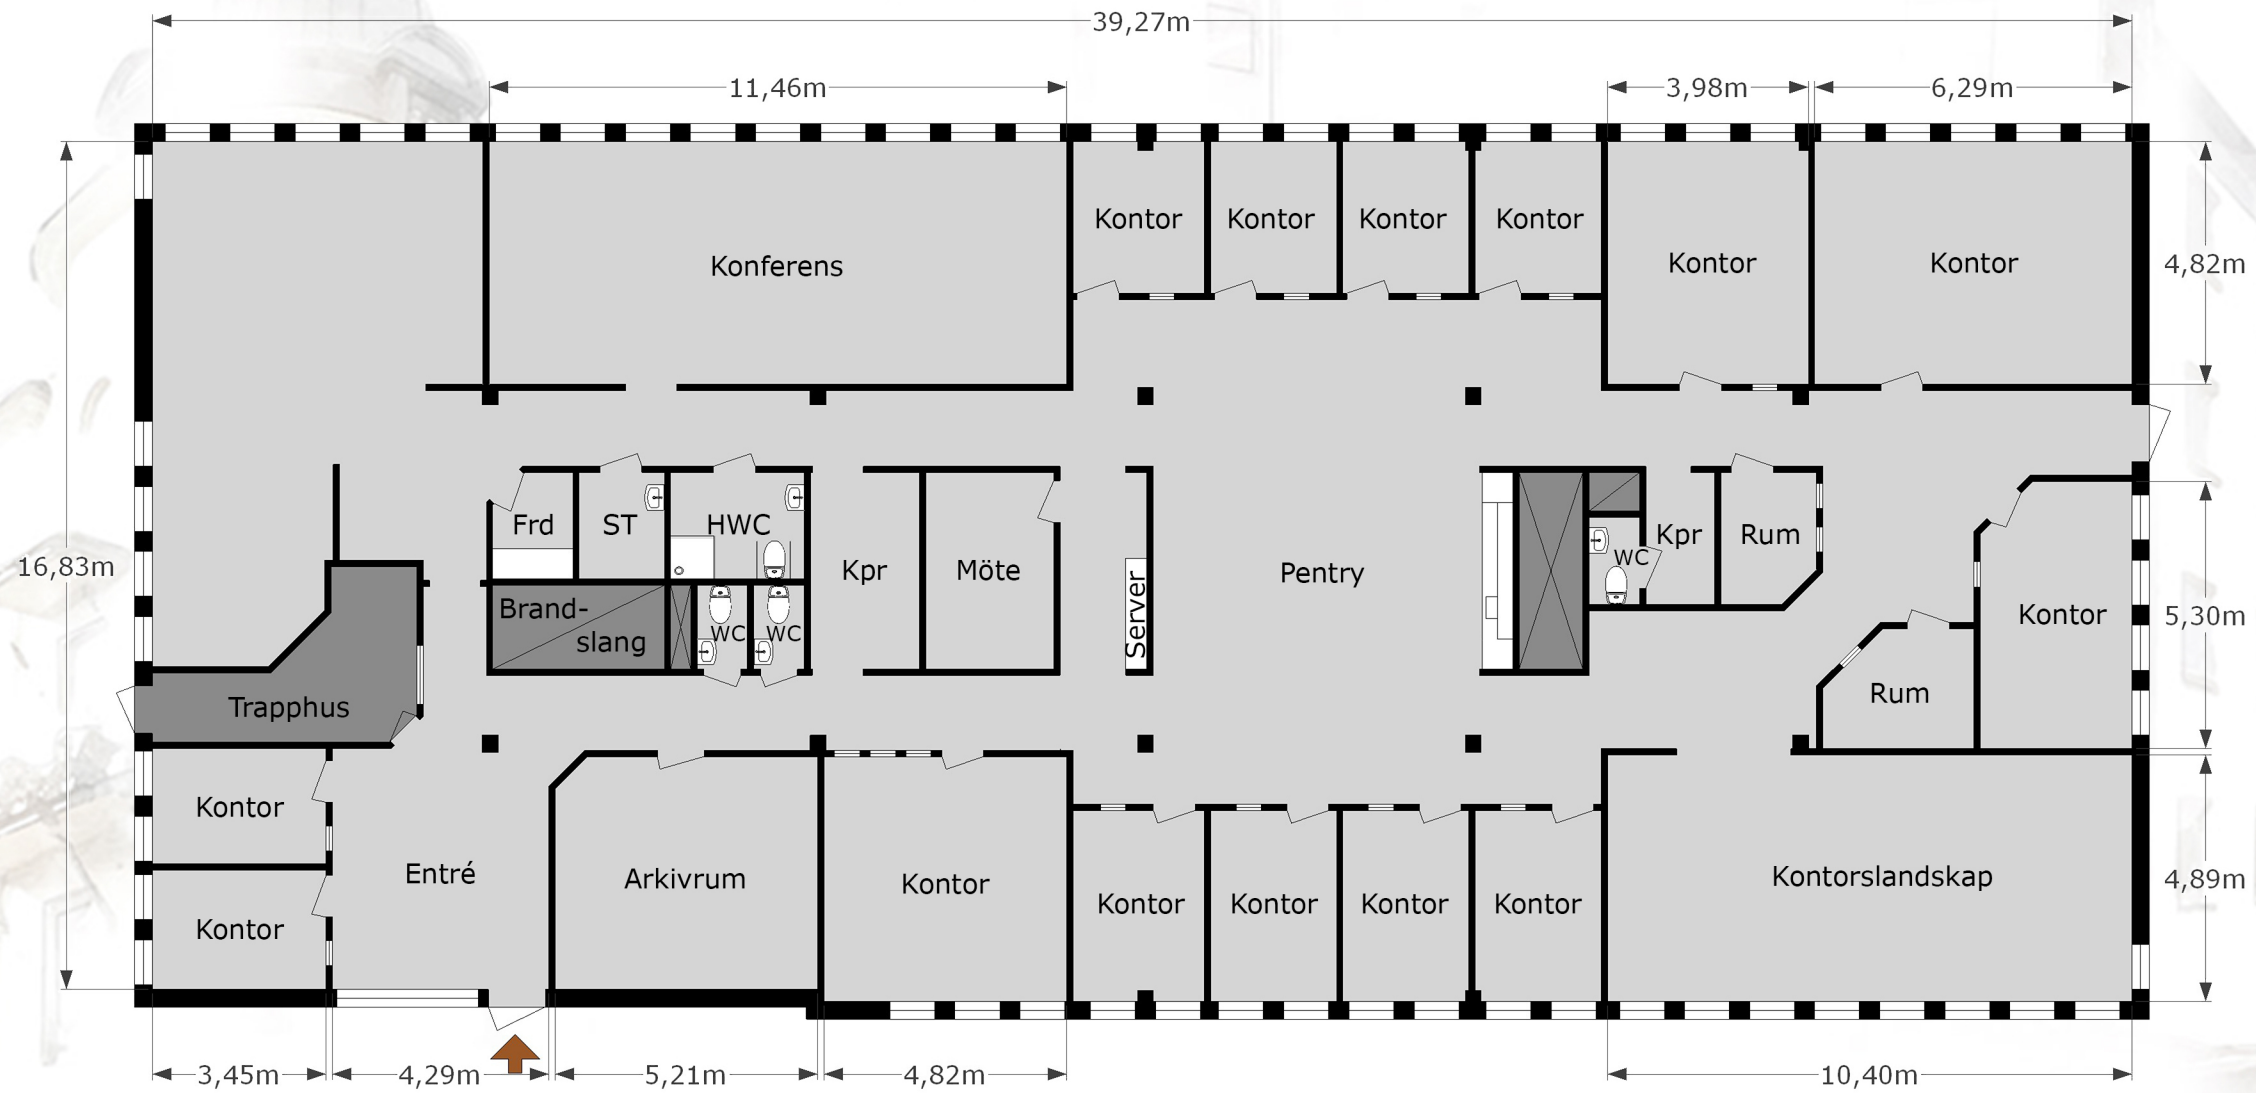 39,27m
11,46m
3,98m
6,29m
Kontor
Kontor
Kontor
Kontor
Konferens
Kontor
Kontor
4,82m
16,83m
Frd
ST
HWC
Kpr
Möte
Server
Pentry
WC
Kpr
Rum
Brand-
slang
WC
WC
Kontor
5,30m
Trapphus
Rum
Kontor
Entré
Arkivrum
Kontor
Kontor
Kontor
Kontor
Kontor
Kontorslandskap
4,89m
Kontor
3,45m
4,29m
5,21m
4,82m
10,40m